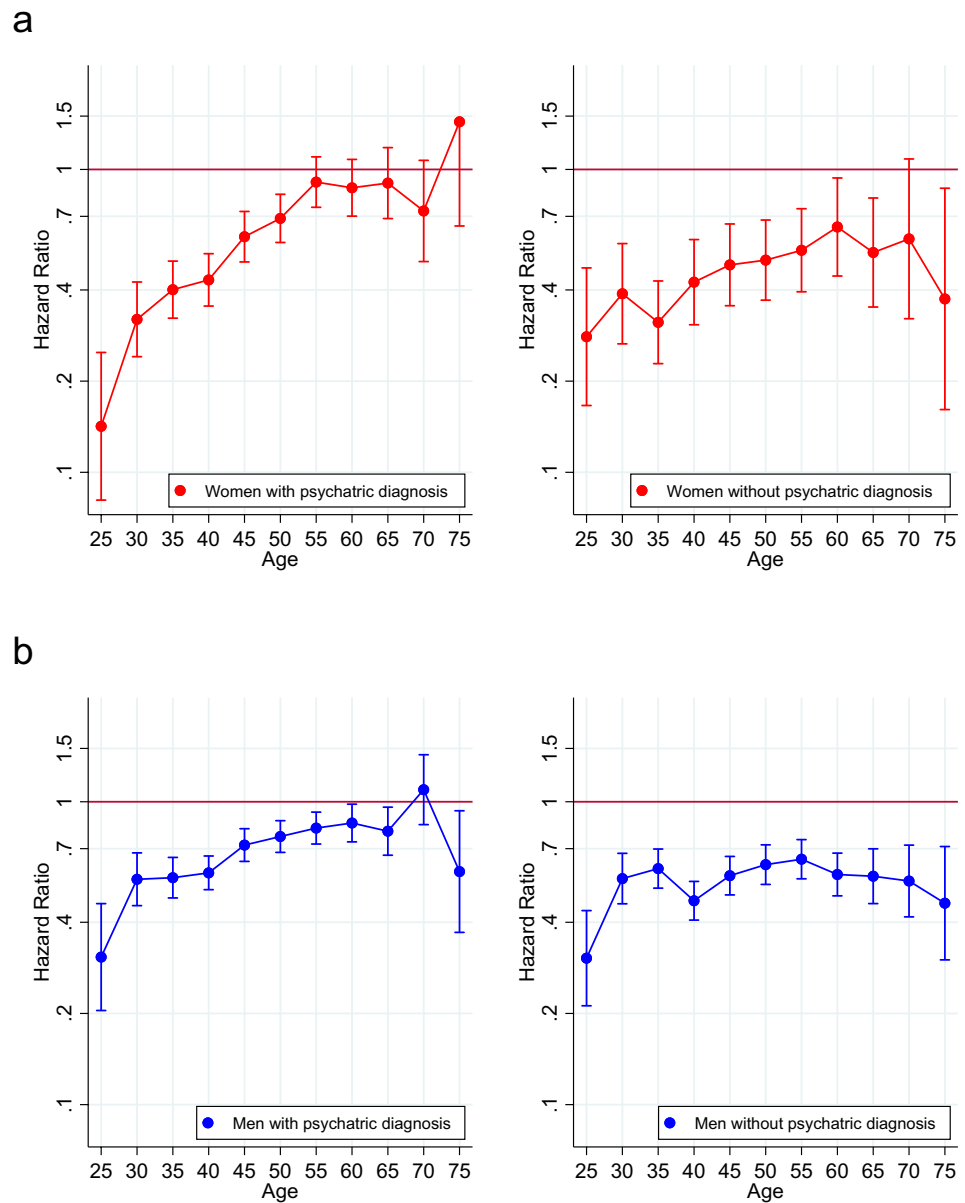 a
1.5
1
.7
.4
.2
.1
Hazard Ratio
Women with psychatric diagnosis
25 30 35 40 45 50 55 60 65 70 75
Age
1.5
1
.7
.4
.2
.1
Hazard Ratio
Women without psychatric diagnosis
25 30 35 40 45 50 55 60 65 70 75
Age
b
1.5
1
.7
.4
.2
.1
Hazard Ratio
Men with psychatric diagnosis
25 30 35 40 45 50 55 60 65 70 75
Age
1.5
1
.7
.4
.2
.1
Hazard Ratio
Men without psychatric diagnosis
25 30 35 40 45 50 55 60 65 70 75
Age